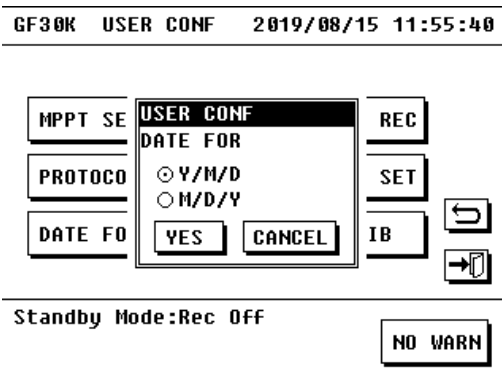 GF30K USER CONF 2019/08/15 11:55:40
USER CONF
DATE FOR
Y/M/D
M/D/Y
YES CANCEL
MPPT SE REC
PROTOCO SET
DATE FO IB
Standby Mode:Rec Off
NO WARN